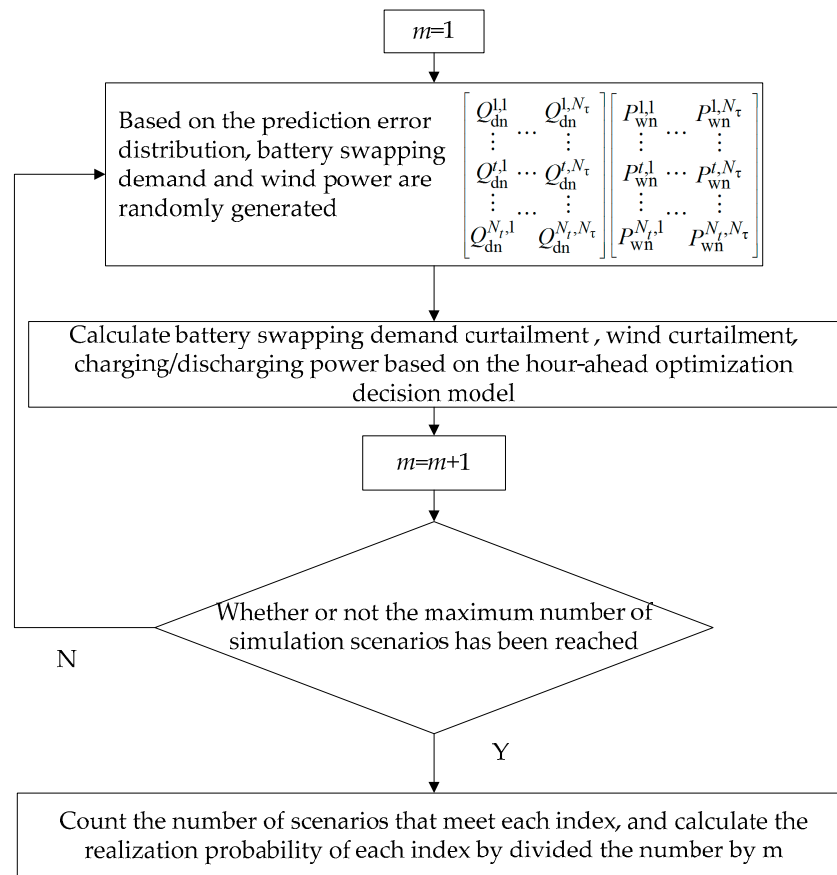 m=1
Based on the prediction error
distribution, battery swapping
demand and wind power are
randomly generated
Q_dn^{1,1} Q_dn^{1,N_τ}
⋮ ⋯ ⋮
Q_dn^{t,1} ⋯ Q_dn^{t,N_τ}
⋮ ⋯ ⋮
Q_dn^{N_t,1} Q_dn^{N_t,N_τ}
P_wn^{1,1} P_wn^{1,N_τ}
⋮ ⋯ ⋮
P_wn^{t,1} ⋯ P_wn^{t,N_τ}
⋮ ⋯ ⋮
P_wn^{N_t,1} P_wn^{N_t,N_τ}
Calculate battery swapping demand curtailment , wind curtailment,
charging/discharging power based on the hour-ahead optimization
decision model
m=m+1
Whether or not the maximum number of
simulation scenarios has been reached
N
Y
Count the number of scenarios that meet each index, and calculate the
realization probability of each index by divided the number by m